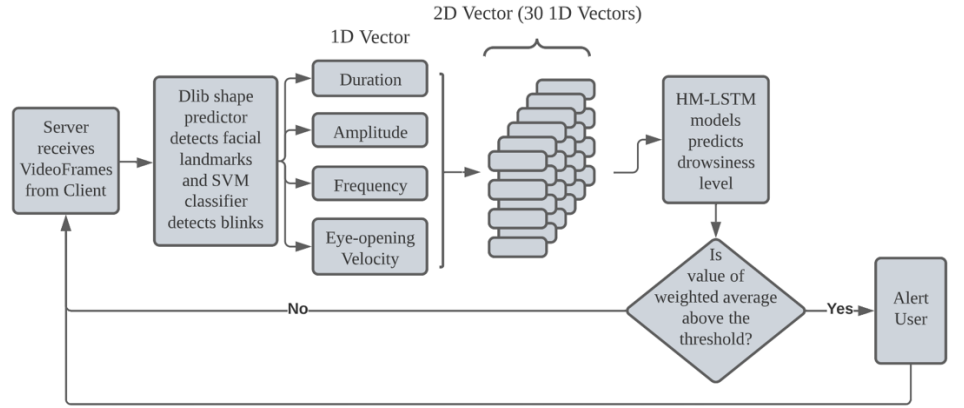 2D Vector (30 1D Vectors)
1D Vector
Server
receives
VideoFrames
from Client
Dlib shape
predictor
detects facial
landmarks
and SVM
classifier
detects blinks
Duration
Amplitude
Frequency
Eye-opening
Velocity
HM-LSTM
models
predicts
drowsiness
level
Is
value of
weighted average
above the
threshold?
No
Yes
Alert
User